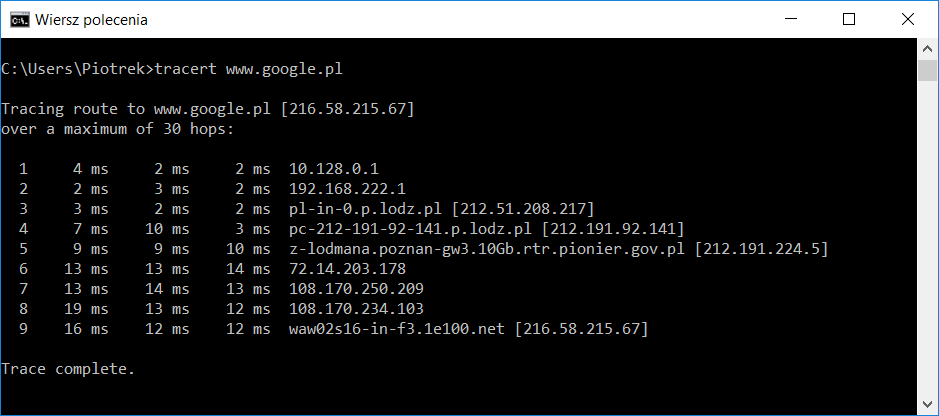 Wiersz polecenia
C:\Users\Piotrek>tracert www.google.pl
Tracing route to www.google.pl [216.58.215.67]
over a maximum of 30 hops:
1 4 ms 2 ms 2 ms 10.128.0.1
2 2 ms 3 ms 2 ms 192.168.222.1
3 3 ms 2 ms 2 ms pl-in-0.p.lodz.pl [212.51.208.217]
4 7 ms 10 ms 3 ms pc-212-191-92-141.p.lodz.pl [212.191.92.141]
5 9 ms 9 ms 10 ms z-lodmana.poznan-gw3.10Gb.rtr.pionier.gov.pl [212.191.224.5]
6 13 ms 13 ms 14 ms 72.14.203.178
7 13 ms 14 ms 13 ms 108.170.250.209
8 19 ms 13 ms 12 ms 108.170.234.103
9 16 ms 12 ms 12 ms waw02s16-in-f3.1e100.net [216.58.215.67]
Trace complete.